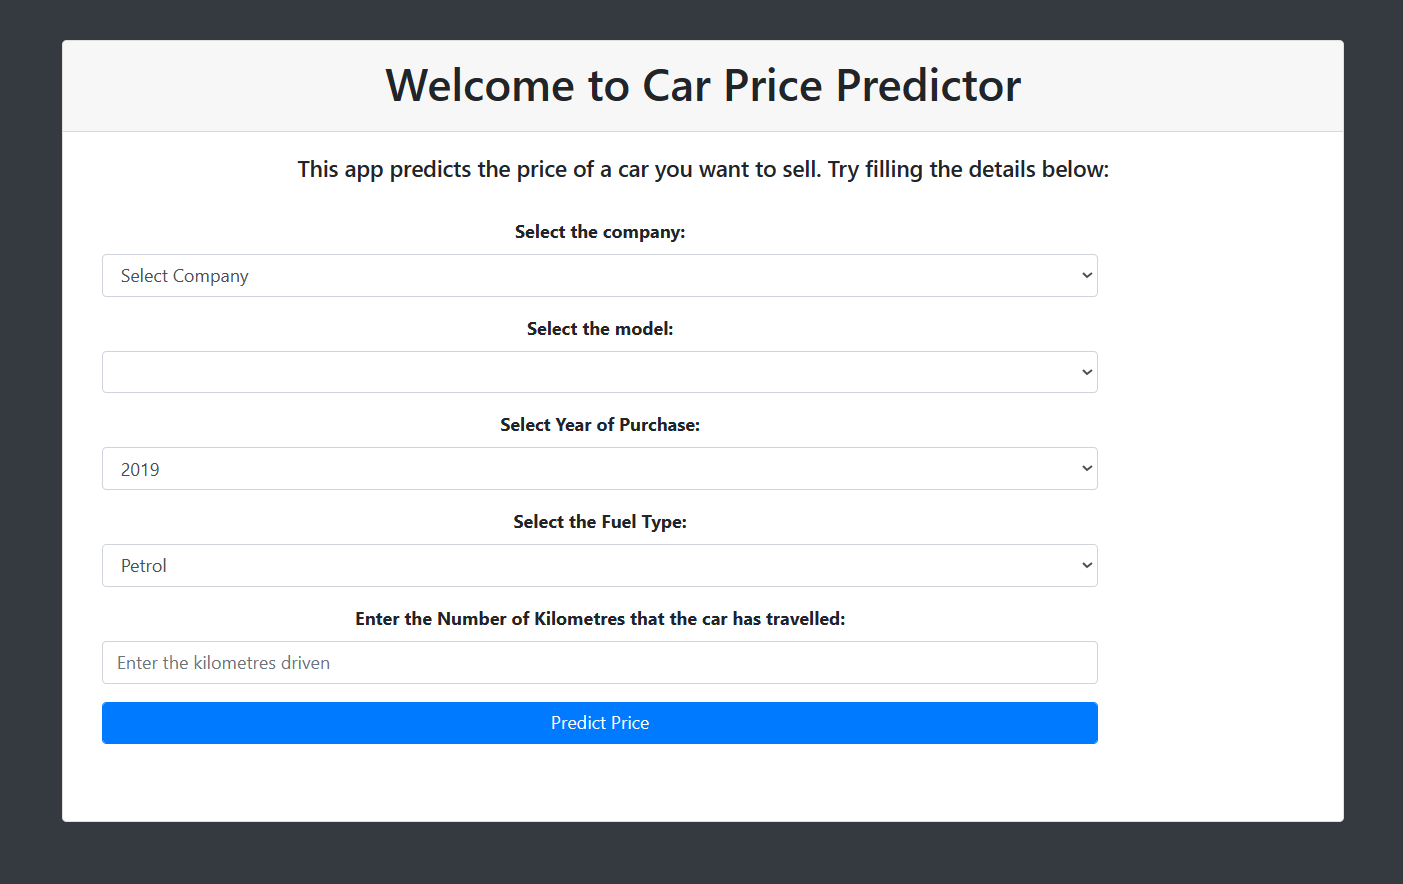 Welcome to Car Price Predictor
This app predicts the price of a car you want to sell. Try filling the details below:
Select the company:
Select Company
Select the model:
Select Year of Purchase:
2019
Select the Fuel Type:
Petrol
Enter the Number of Kilometres that the car has travelled:
Enter the kilometres driven
Predict Price